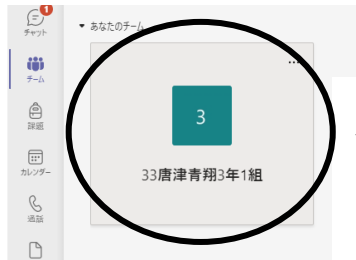 1
チャット
あなたのチーム
チーム
課題
カレンダー
通話
...
3
33唐津青翔3年1組